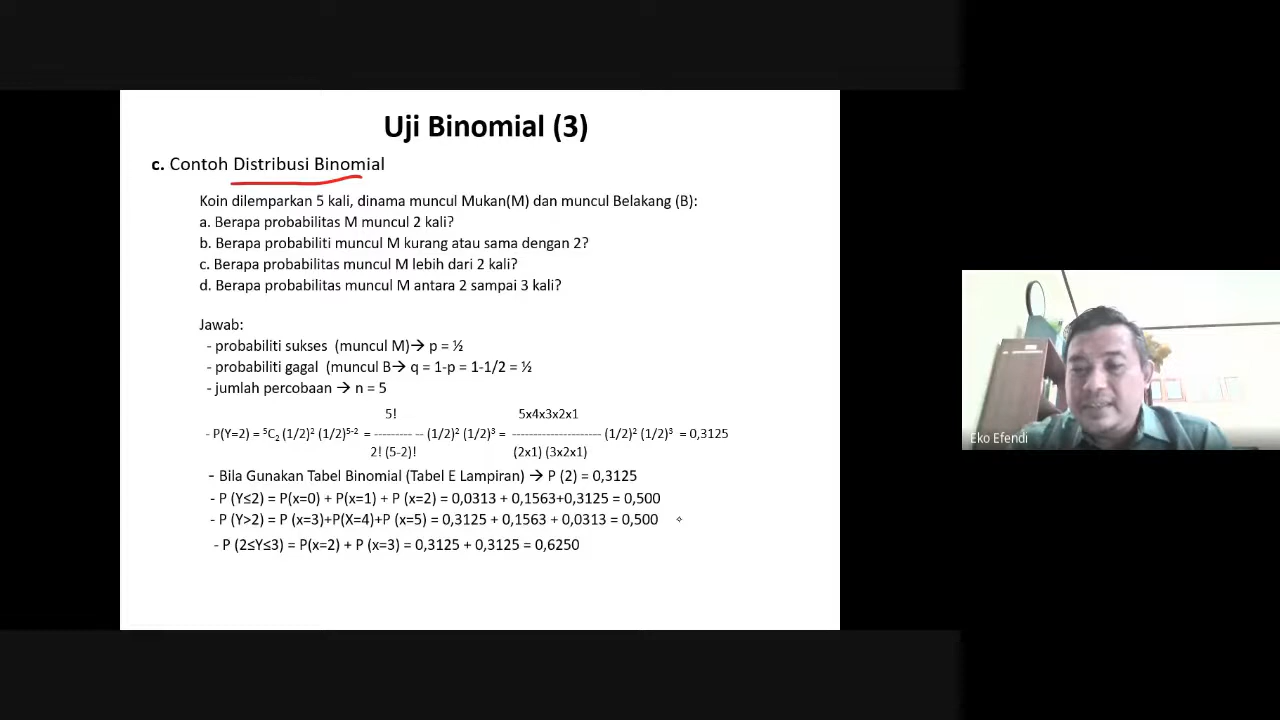 Uji Binomial (3)
c. Contoh Distribusi Binomial
Koin dilemparkan 5 kali, dinama muncul Mukan(M) dan muncul Belakang (B):
a. Berapa probabilitas M muncul 2 kali?
b. Berapa probabiliti muncul M kurang atau sama dengan 2?
c. Berapa probabilitas muncul M lebih dari 2 kali?
d. Berapa probabilitas muncul M antara 2 sampai 3 kali?
Jawab:
- probabiliti sukses (muncul M)→ p = ½
- probabiliti gagal (muncul B→ q = 1-p = 1-1/2 = ½
- jumlah percobaan → n = 5
5! 5x4x3x2x1
- P(Y=2) = ⁵C₂ (1/2)² (1/2)⁵⁻² = --------- -- (1/2)² (1/2)³ = --------------------- (1/2)² (1/2)³ = 0,3125
2! (5-2)! (2x1) (3x2x1)
- Bila Gunakan Tabel Binomial (Tabel E Lampiran) → P (2) = 0,3125
- P (Y≤2) = P(x=0) + P(x=1) + P (x=2) = 0,0313 + 0,1563+0,3125 = 0,500
- P (Y>2) = P (x=3)+P(X=4)+P (x=5) = 0,3125 + 0,1563 + 0,0313 = 0,500
- P (2≤Y≤3) = P(x=2) + P (x=3) = 0,3125 + 0,3125 = 0,6250
Eko Efendi